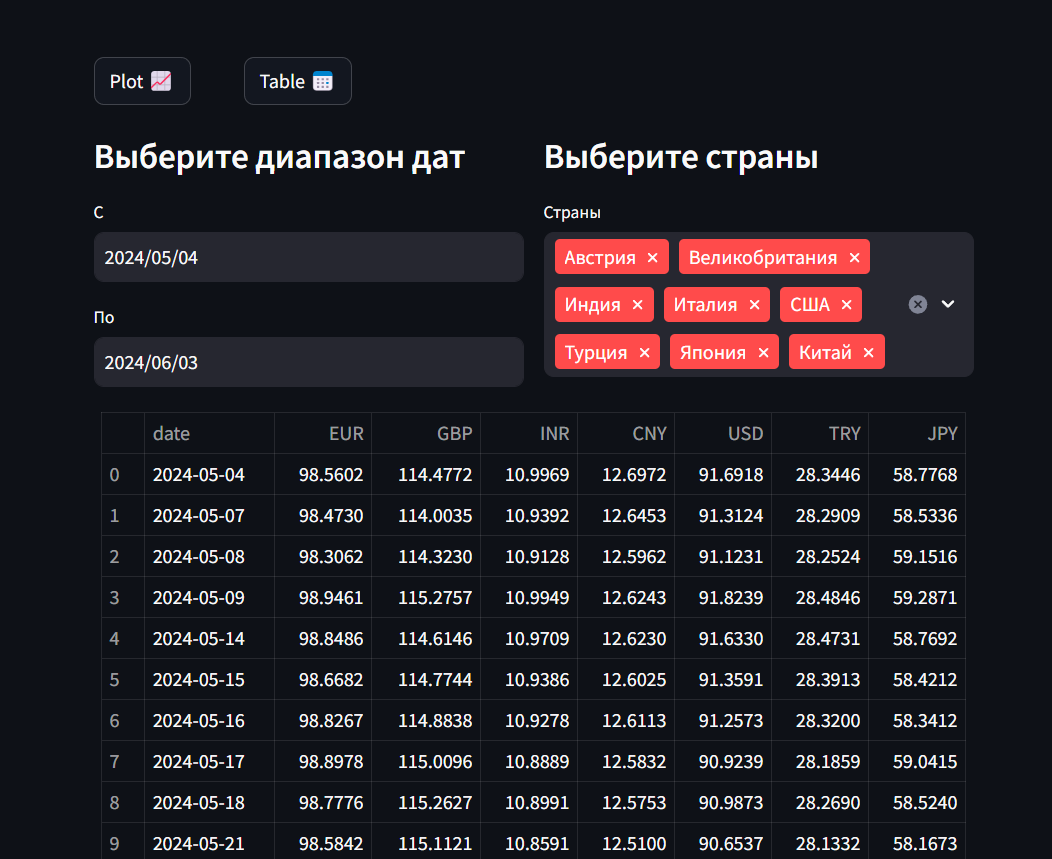 Plot 📈 Table 📅
Выберите диапазон дат
С
2024/05/04
По
2024/06/03
Выберите страны
Страны
Австрия × Великобритания ×
Индия × Италия × США ×
Турция × Япония × Китай ×
date EUR GBP INR CNY USD TRY JPY
0 2024-05-04 98.5602 114.4772 10.9969 12.6972 91.6918 28.3446 58.7768
1 2024-05-07 98.4730 114.0035 10.9392 12.6453 91.3124 28.2909 58.5336
2 2024-05-08 98.3062 114.3230 10.9128 12.5962 91.1231 28.2524 59.1516
3 2024-05-09 98.9461 115.2757 10.9949 12.6243 91.8239 28.4846 59.2871
4 2024-05-14 98.8486 114.6146 10.9709 12.6230 91.6330 28.4731 58.7692
5 2024-05-15 98.6682 114.7744 10.9386 12.6025 91.3591 28.3913 58.4212
6 2024-05-16 98.8267 114.8838 10.9278 12.6113 91.2573 28.3200 58.3412
7 2024-05-17 98.8978 115.0096 10.8889 12.5832 90.9239 28.1859 59.0415
8 2024-05-18 98.7776 115.2627 10.8991 12.5753 90.9873 28.2690 58.5240
9 2024-05-21 98.5842 115.1121 10.8591 12.5100 90.6537 28.1332 58.1673